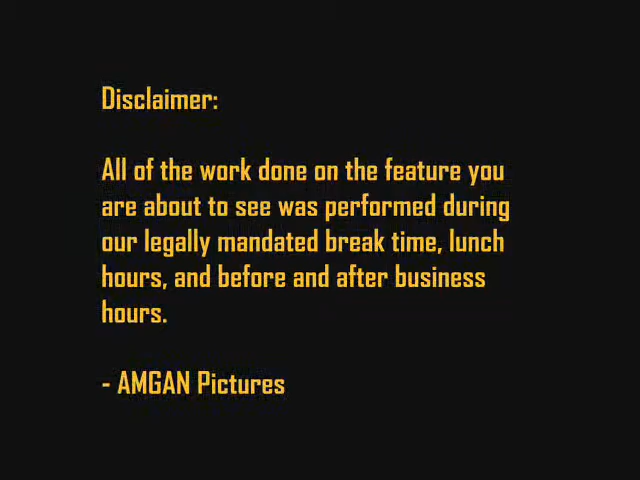 Disclaimer:
All of the work done on the feature you
are about to see was performed during
our legally mandated break time, lunch
hours, and before and after business
hours.
- AMGAN Pictures